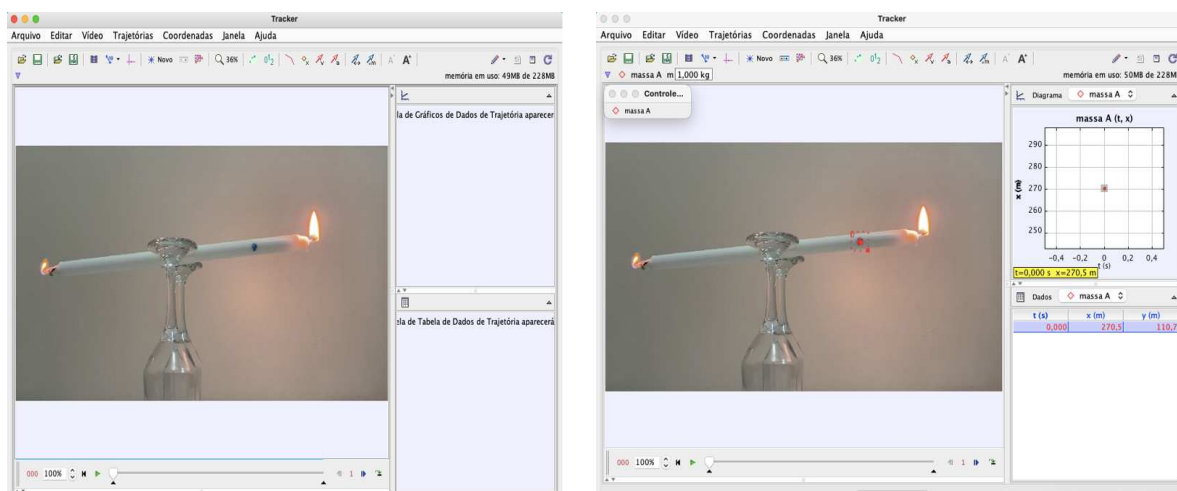 Tracker
Arquivo Editar Vídeo Trajetórias Coordenadas Janela Ajuda
Novo 36%
memória em uso: 49MB de 228MB
la de Gráficos de Dados de Trajetória aparecer
ela de Tabela de Dados de Trajetória aparecerá
000 100% 1
Tracker
Arquivo Editar Vídeo Trajetórias Coordenadas Janela Ajuda
Novo 36%
massa A m 1,000 kg
memória em uso: 50MB de 228M
Controle...
massa A
Diagrama massa A
massa A (t, x)
x (m)
290
280
270
260
250
-0,4 -0,2 0 0,2 0,4
t (s)
t=0,000 s x=270,5 m
Dados massa A
t (s) x (m) y (m)
0,000 270,5 110,7
000 100% 1